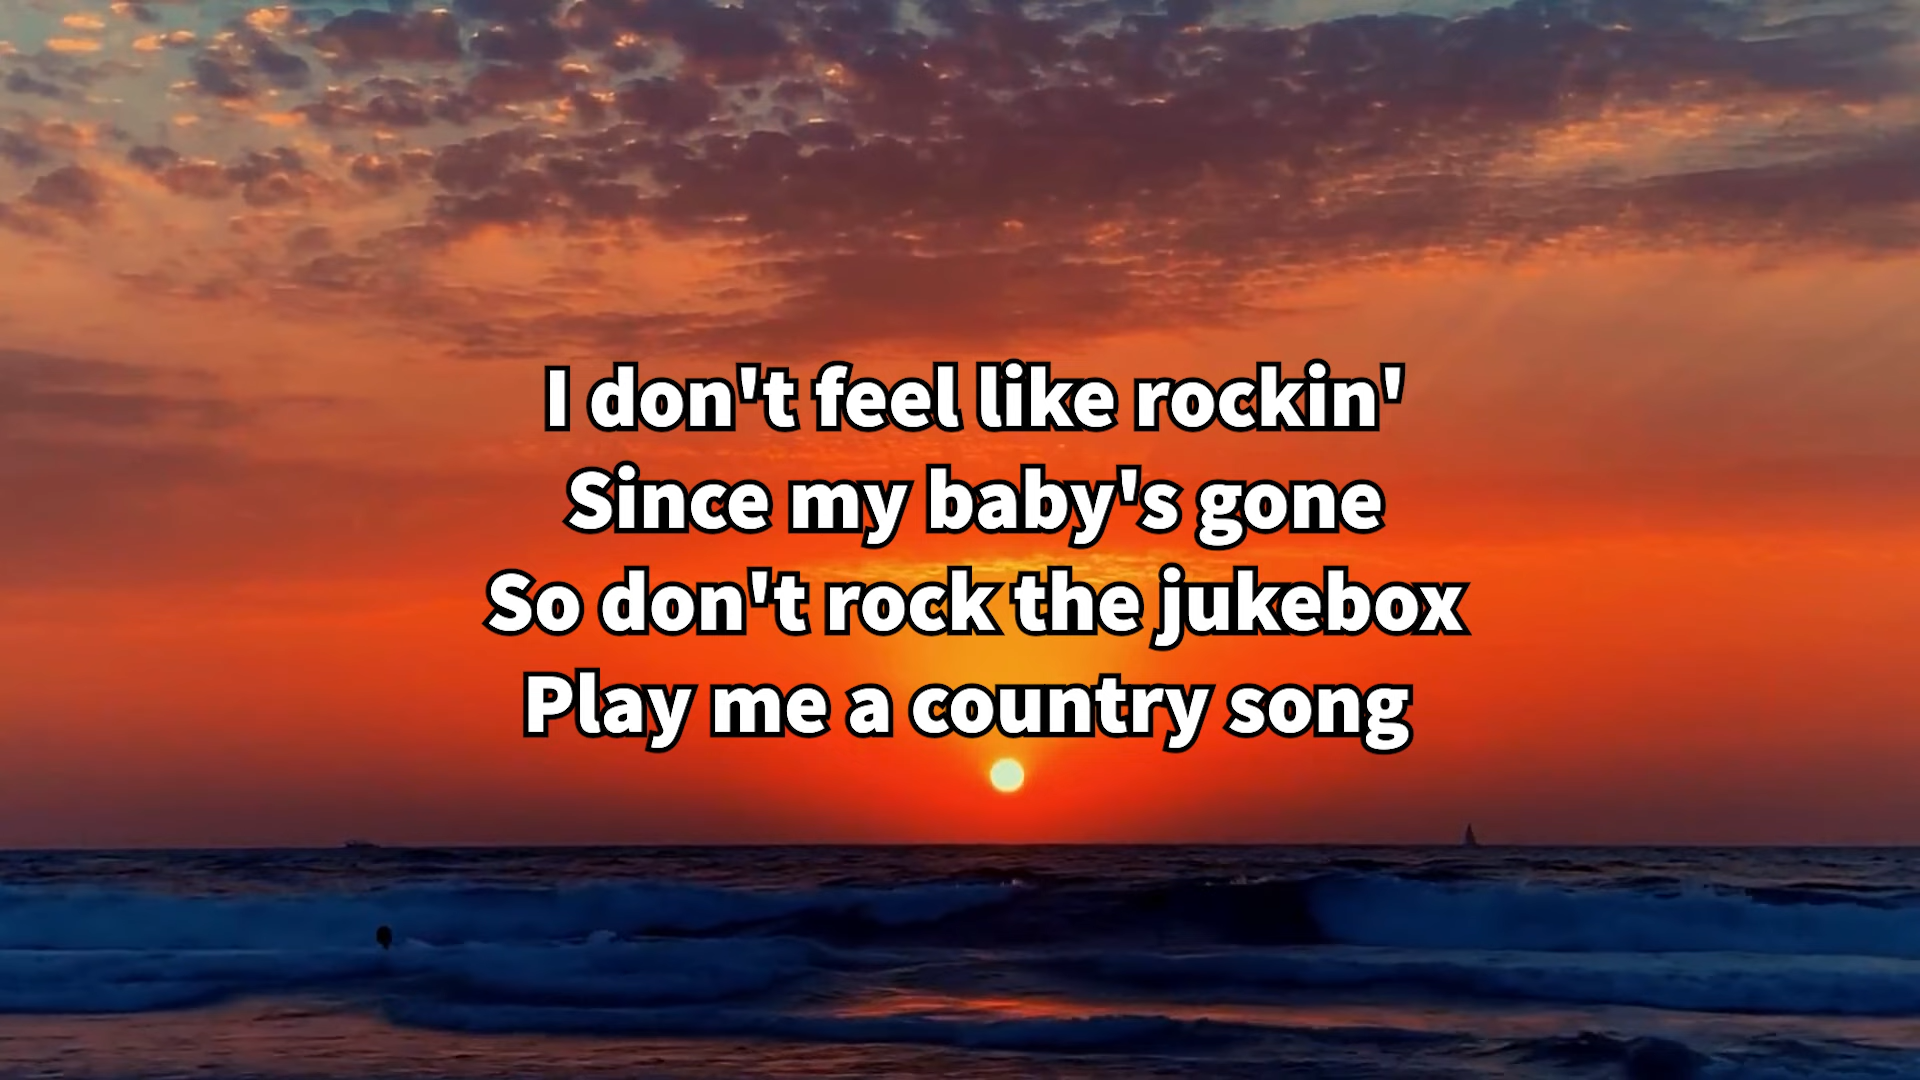 I don't feel like rockin'
Since my baby's gone
So don't rock the jukebox
Play me a country song